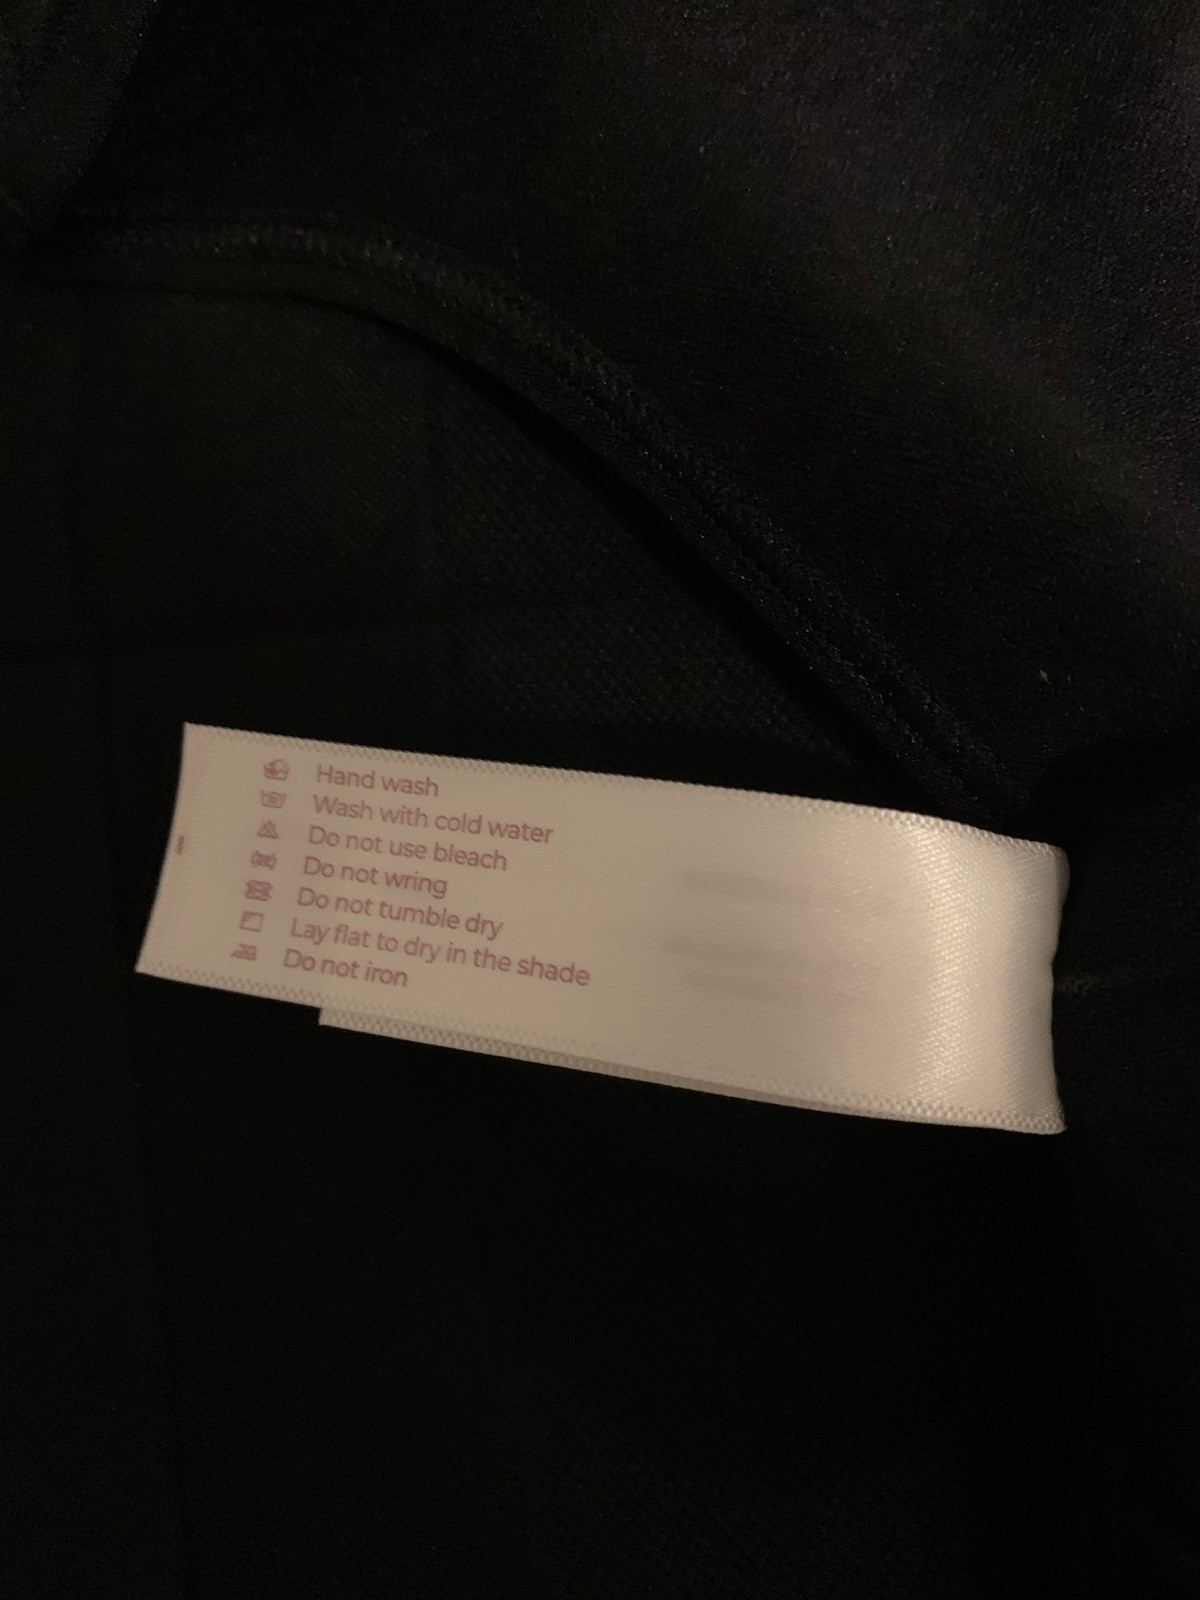 Hand wash
Wash with cold water
Do not use bleach
Do not wring
Do not tumble dry
Lay flat to dry in the shade
Do not iron